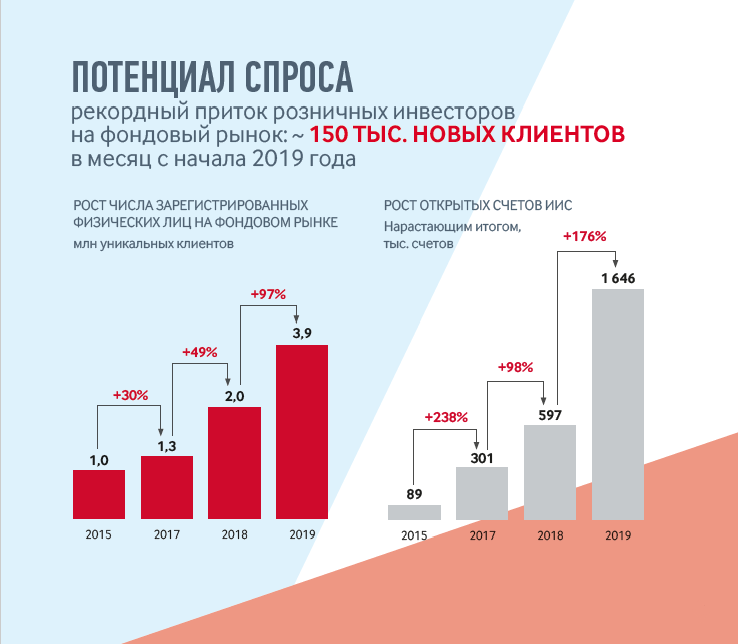 ПОТЕНЦИАЛ СПРОСА
рекордный приток розничных инвесторов
на фондовый рынок: ~ 150 ТЫС. НОВЫХ КЛИЕНТОВ
в месяц с начала 2019 года
РОСТ ЧИСЛА ЗАРЕГИСТРИРОВАННЫХ
ФИЗИЧЕСКИХ ЛИЦ НА ФОНДОВОМ РЫНКЕ
млн уникальных клиентов
+97%
+49%
3,9
+30%
2,0
1,3
1,0
2015 2017 2018 2019
РОСТ ОТКРЫТЫХ СЧЕТОВ ИИС
Нарастающим итогом,
тыс. счетов
+176%
1 646
+98%
+238%
597
301
89
2015 2017 2018 2019